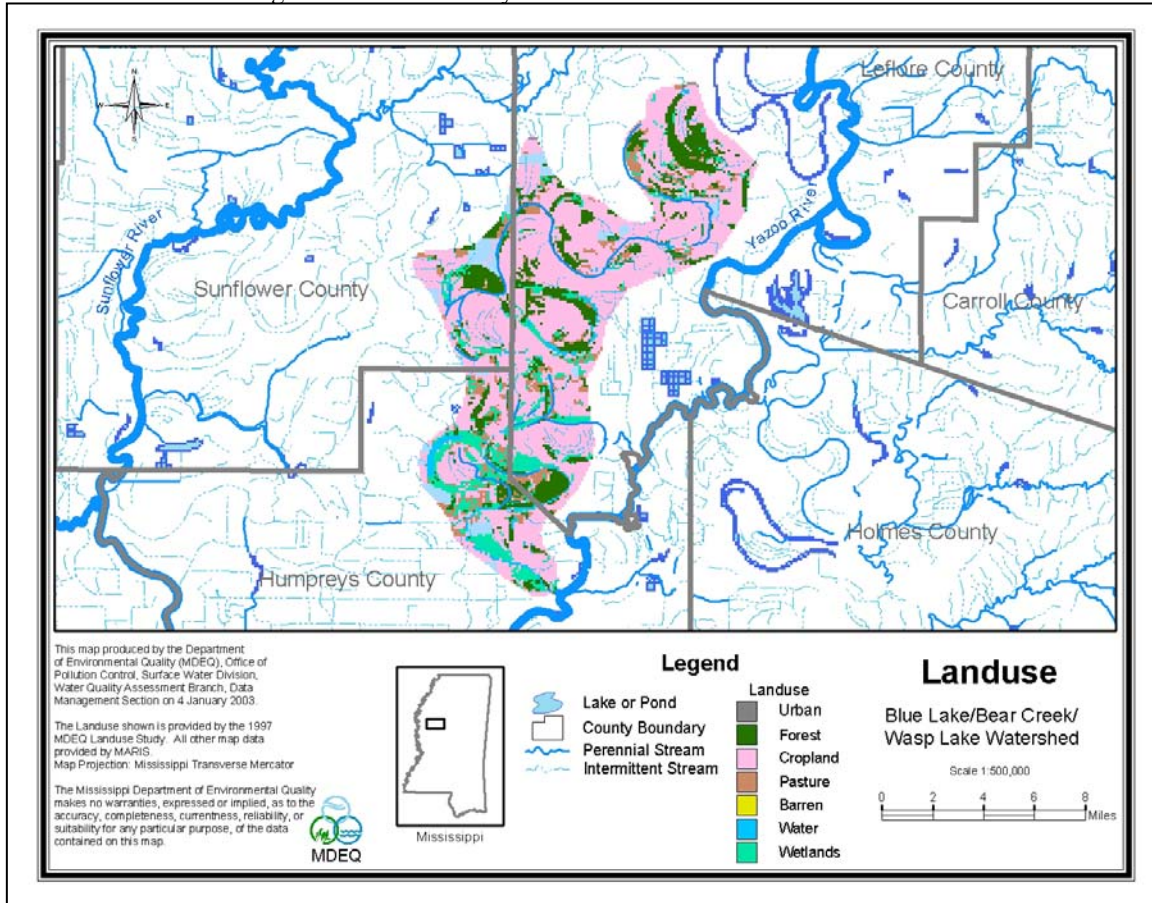 N
W
E
S
Leflore County
Sunflower River
Yazoo River
Sunflower County
Carroll County
Holmes County
Humpreys County
This map produced by the Department
of Environmental Quality (MDEQ), Office of
Pollution Control, Surface Water Division,
Water Quality Assessment Branch, Data
Management Section on 4 January 2003.
The Landuse shown is provided by the 1997
MDEQ Landuse Study. All other map data
provided by MARIS.
Map Projection: Mississippi Transverse Mercator
The Mississippi Department of Environmental Quality
makes no warranties, expressed or implied, as to the
accuracy, completeness, currentness, reliability, or
suitability for any particular purpose, of the data
contained on this map.
MDEQ
Mississippi
Legend
Lake or Pond
County Boundary
Perennial Stream
Intermittent Stream
Landuse
Urban
Forest
Cropland
Pasture
Barren
Water
Wetlands
Landuse
Blue Lake/Bear Creek/
Wasp Lake Watershed
Scale 1:500,000
0 2 4 6 8
Miles